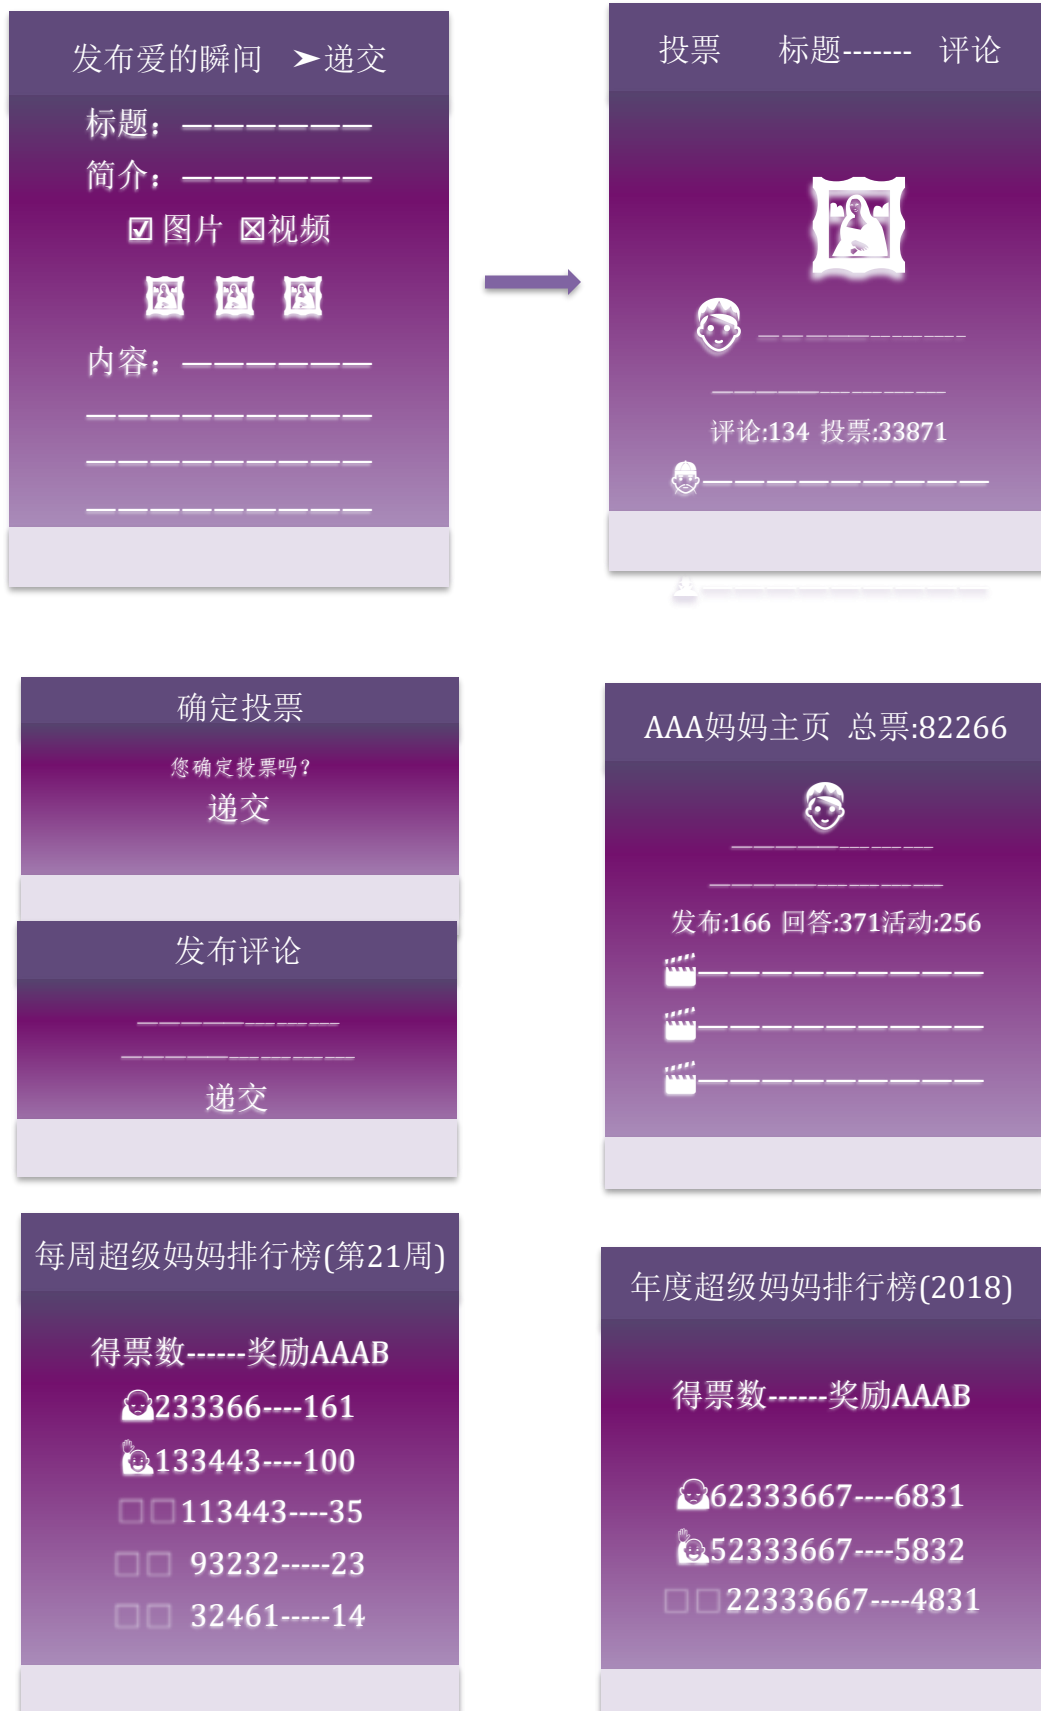 发布爱的瞬间 ➢递交
标题：——————
简介：——————
☑图片 ☒视频
内容：——————
—————————
—————————
—————————
投票 标题------- 评论
评论:134 投票:33871
确定投票
您确定投票吗?
递交
发布评论
递交
AAA妈妈主页 总票:82266
发布:166 回答:371活动:256
每周超级妈妈排行榜(第21周)
得票数------奖励AAAB
233366----161
133443----100
113443----35
93232-----23
32461-----14
年度超级妈妈排行榜(2018)
得票数------奖励AAAB
62333667----6831
52333667----5832
22333667----4831